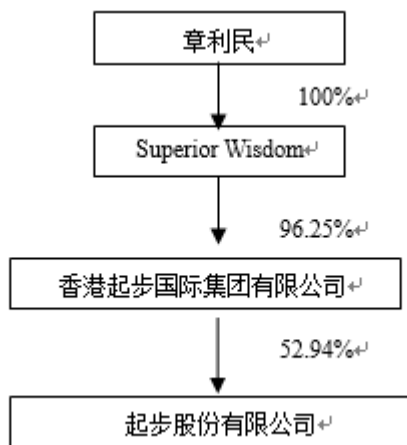 章利民↵
100%↵
Superior Wisdom↵
96.25%↵
香港起步国际集团有限公司↵
52.94%↵
起步股份有限公司↵